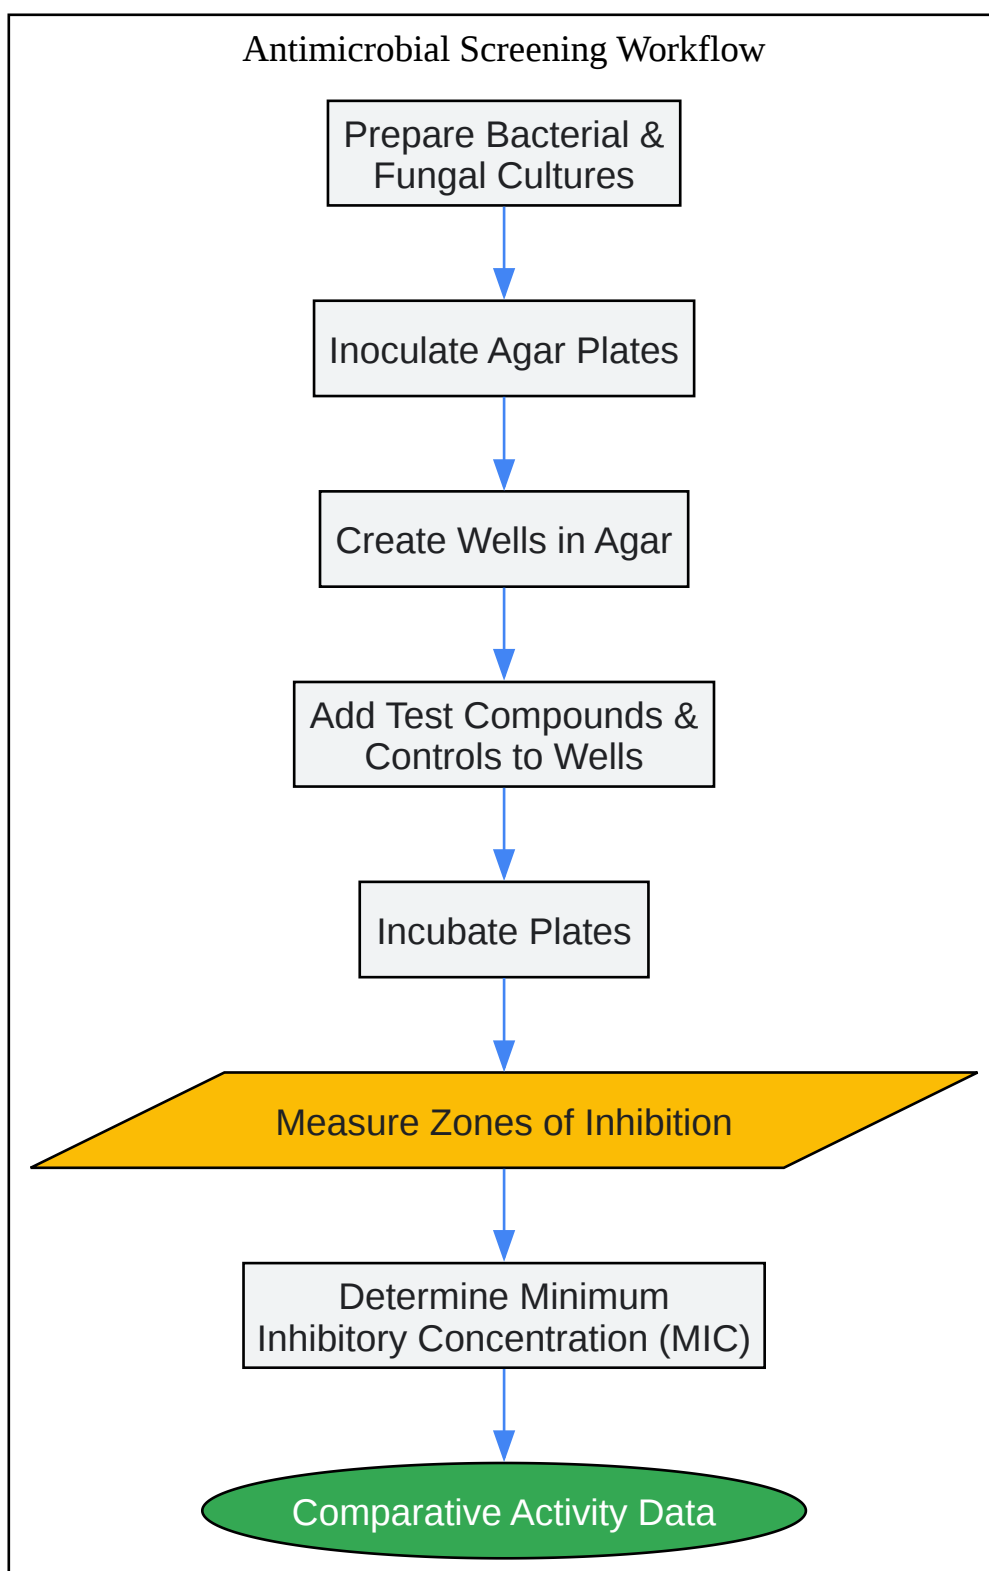 Antimicrobial Screening Workflow
Prepare Bacterial &
Fungal Cultures
Inoculate Agar Plates
Create Wells in Agar
Add Test Compounds &
Controls to Wells
Incubate Plates
Measure Zones of Inhibition
Determine Minimum
Inhibitory Concentration (MIC)
Comparative Activity Data